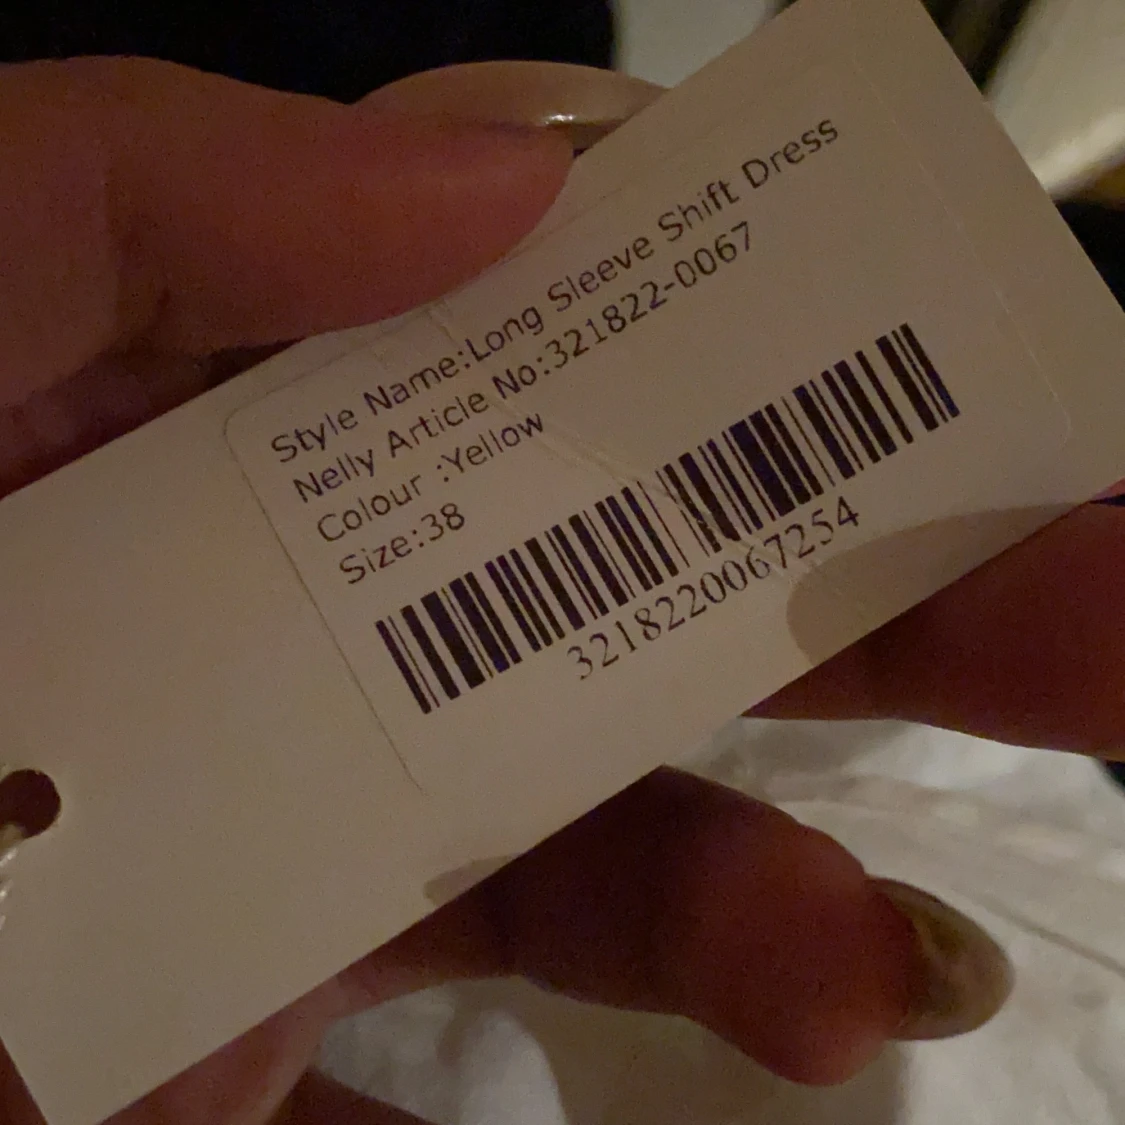 Style Name:Long Sleeve Shift Dress
Nelly Article No:321822-0067
Colour :Yellow
Size:38
3218220067254